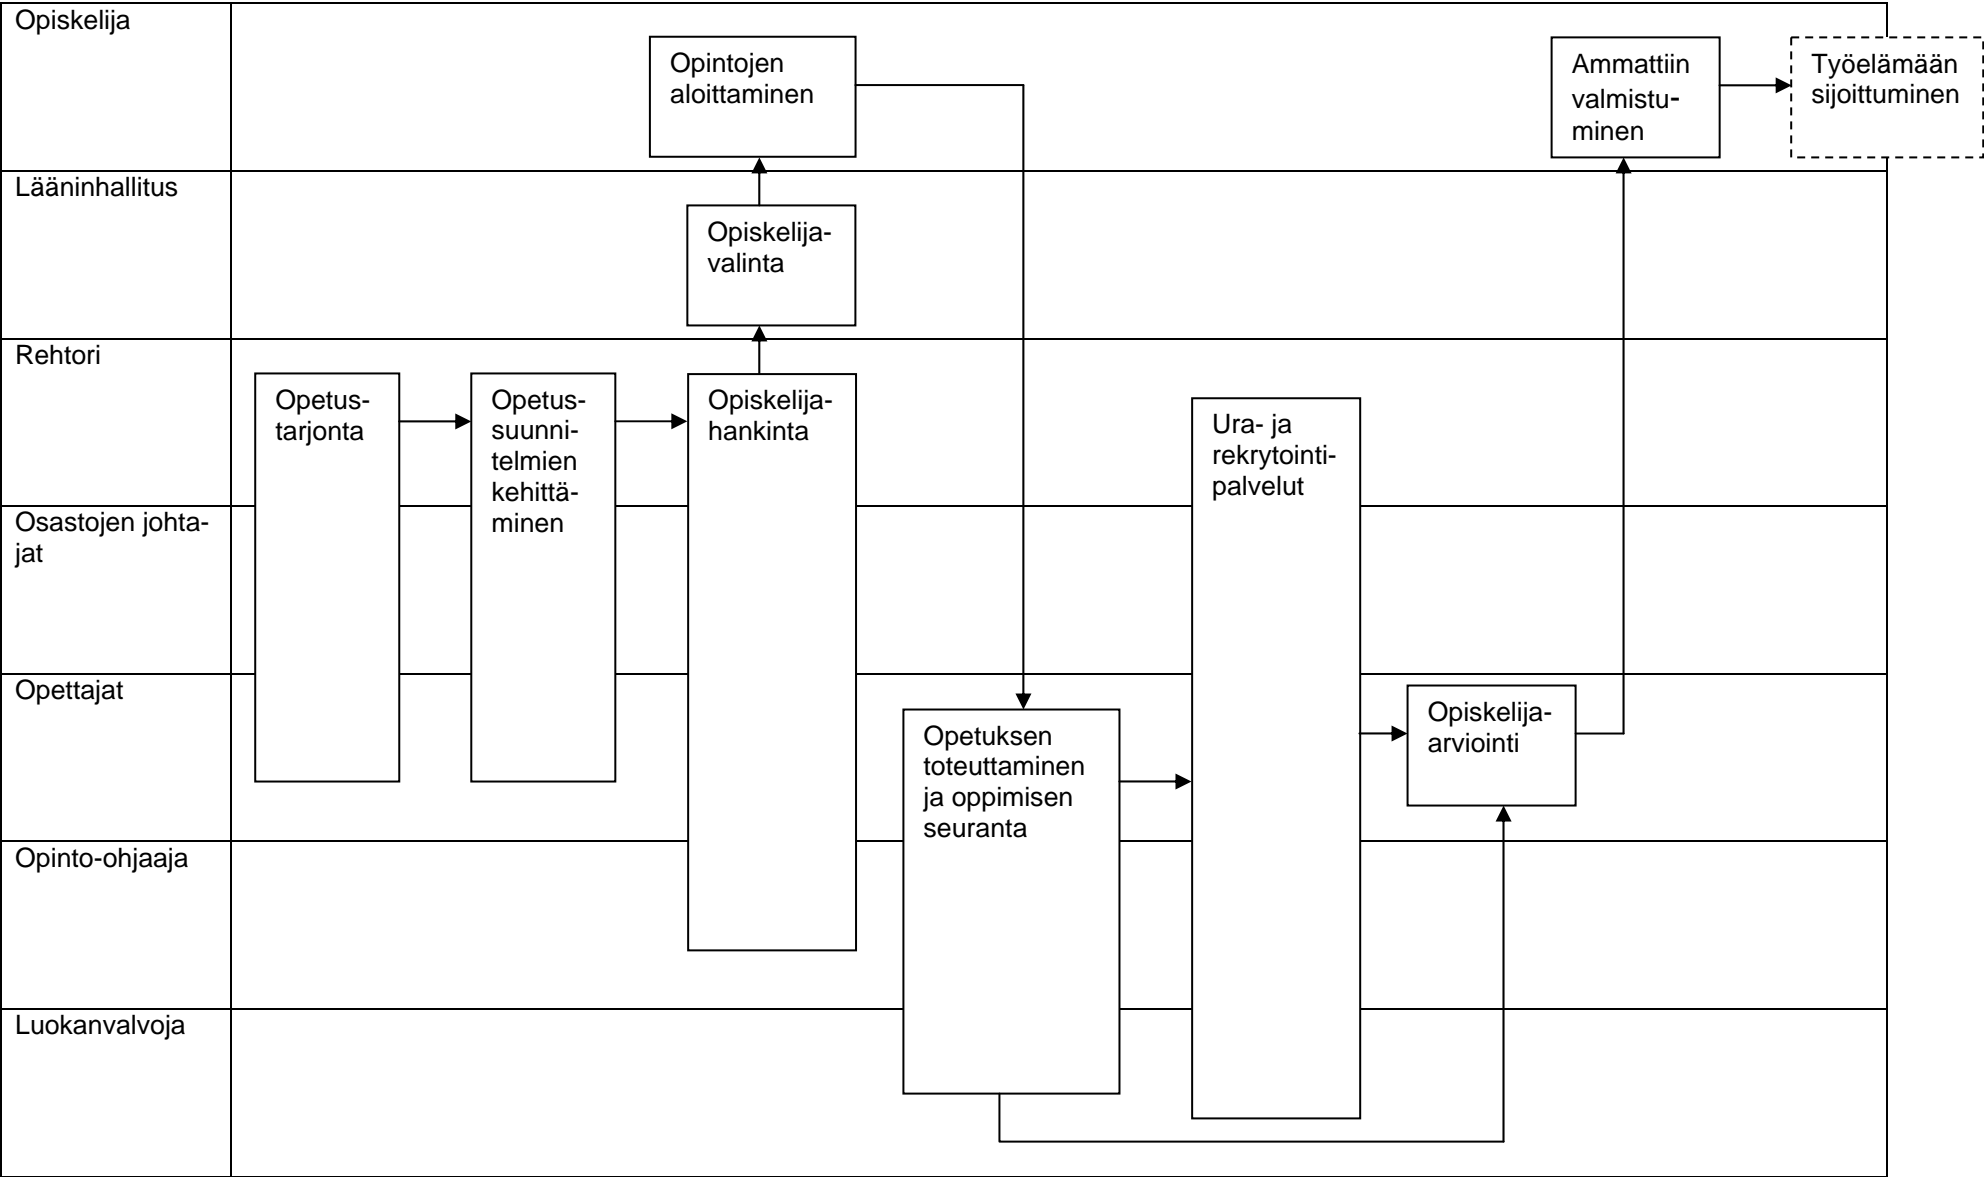 Opiskelija
Opintojen
aloittaminen
Ammattiin
valmistu-
minen
Työelämään
sijoittuminen
Lääninhallitus
Opiskelija-
valinta
Rehtori
Opetus-
tarjonta
Opetus-
suunni-
telmien
kehittä-
minen
Opiskelija-
hankinta
Ura- ja
rekrytointi-
palvelut
Osastojen johta-
jat
Opettajat
Opetuksen
toteuttaminen
ja oppimisen
seuranta
Opiskelija-
arviointi
Opinto-ohjaaja
Luokanvalvoja